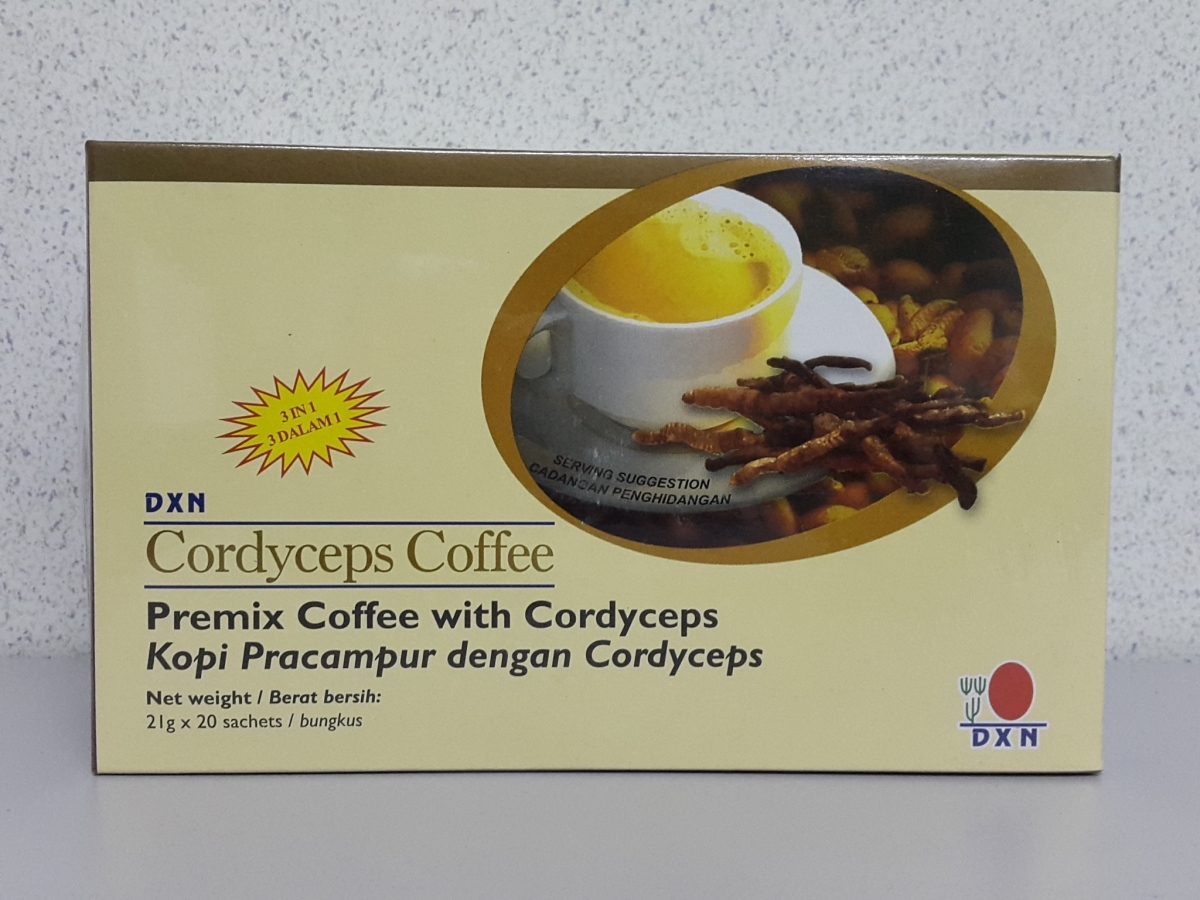 3 IN 1
3 DALAM 1
SERVING SUGGESTION
CADANGAN PENGHIDANGAN
DXN
Cordyceps Coffee
Premix Coffee with Cordyceps
Kopi Pracampur dengan Cordyceps
Net weight / Berat bersih:
21g x 20 sachets / bungkus
DXN